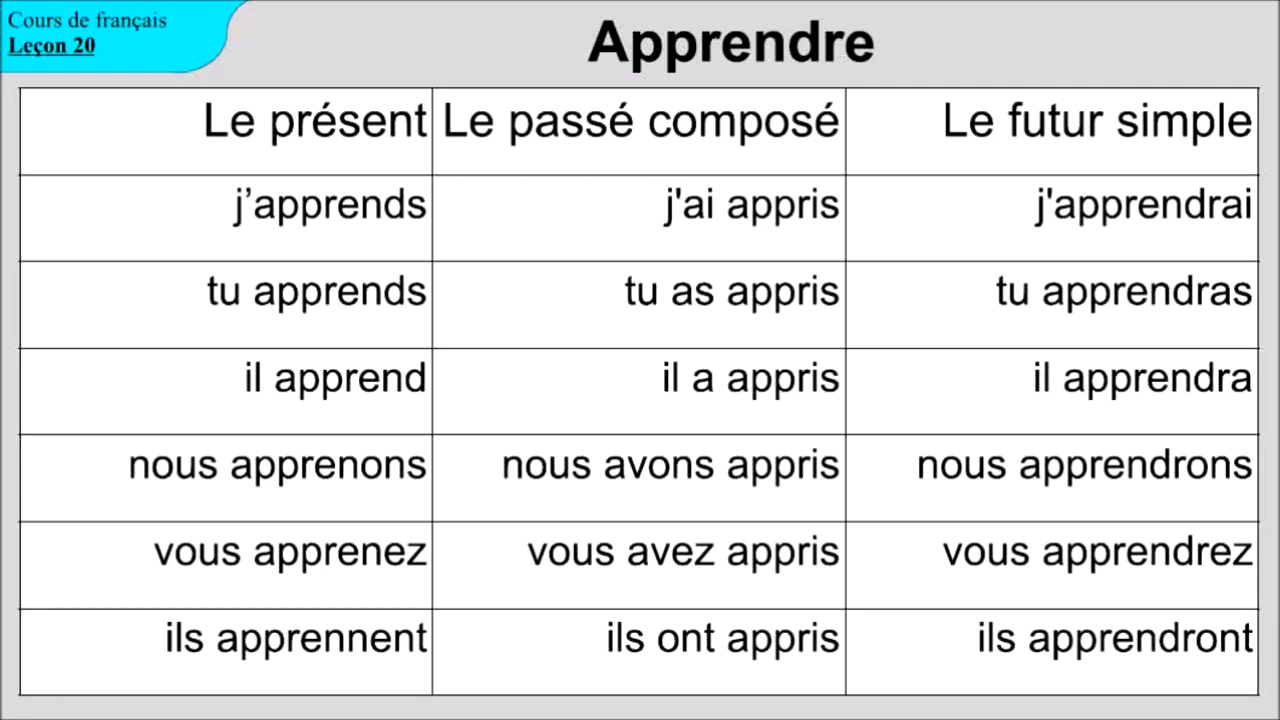 Cours de français
Leçon 20
Apprendre
Le présent Le passé composé Le futur simple
j’apprends j'ai appris j'apprendrai
tu apprends tu as appris tu apprendras
il apprend il a appris il apprendra
nous apprenons nous avons appris nous apprendrons
vous apprenez vous avez appris vous apprendrez
ils apprennent ils ont appris ils apprendront